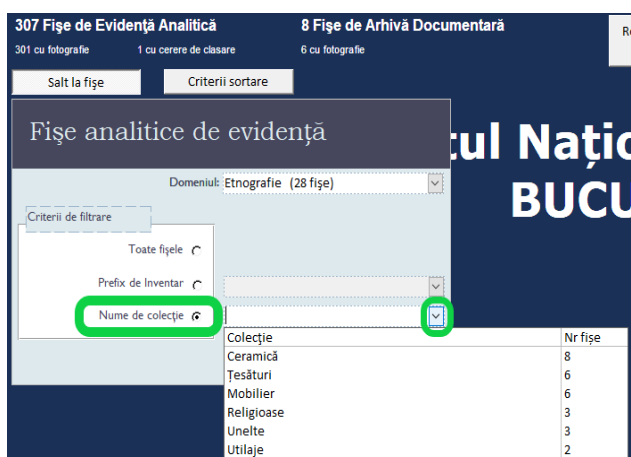 307 Fişe de Evidenţă Analitică
8 Fişe de Arhivă Documentară
301 cu fotografie
1 cu cerere de clasare
6 cu fotografie
Salt la fişe
Criterii sortare
Fişe analitice de evidenţă
Domeniul: Etnografie (28 fişe)
Criterii de filtrare
Toate fişele
Prefix de Inventar
Nume de colecţie
Colecţie Nr fișe
Ceramică 8
Țesături 6
Mobilier 6
Religioase 3
Unelte 3
Utilaje 2